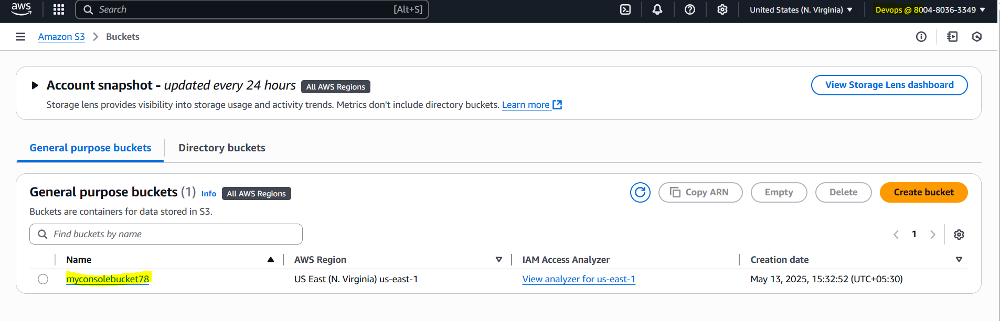 aws Search [Alt+S] United States (N. Virginia) Devops @ 8004-8036-3349
Amazon S3 Buckets
Account snapshot - updated every 24 hours All AWS Regions View Storage Lens dashboard
Storage lens provides visibility into storage usage and activity trends. Metrics don't include directory buckets. Learn more
General purpose buckets Directory buckets
General purpose buckets (1) Info All AWS Regions Copy ARN Empty Delete Create bucket
Buckets are containers for data stored in S3.
Find buckets by name 1
Name AWS Region IAM Access Analyzer Creation date
myconsolebucket78 US East (N. Virginia) us-east-1 View analyzer for us-east-1 May 13, 2025, 15:32:52 (UTC+05:30)